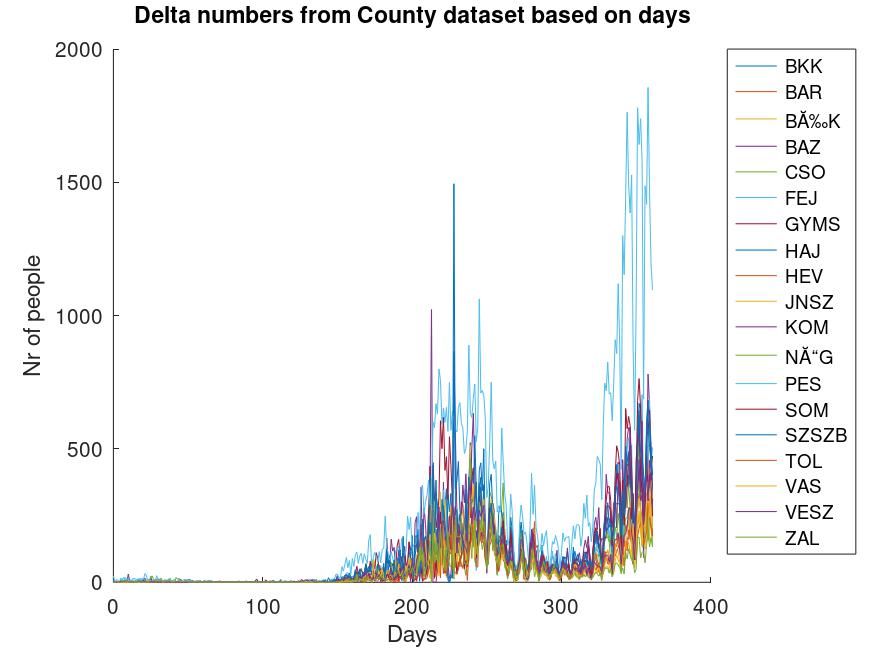 Delta numbers from County dataset based on days
2000
1500
1000
500
0
Nr of people
0 100 200 300 400
Days
BKK
BAR
BĂ‰K
BAZ
CSO
FEJ
GYMS
HAJ
HEV
JNSZ
KOM
NĂ“G
PES
SOM
SZSZB
TOL
VAS
VESZ
ZAL